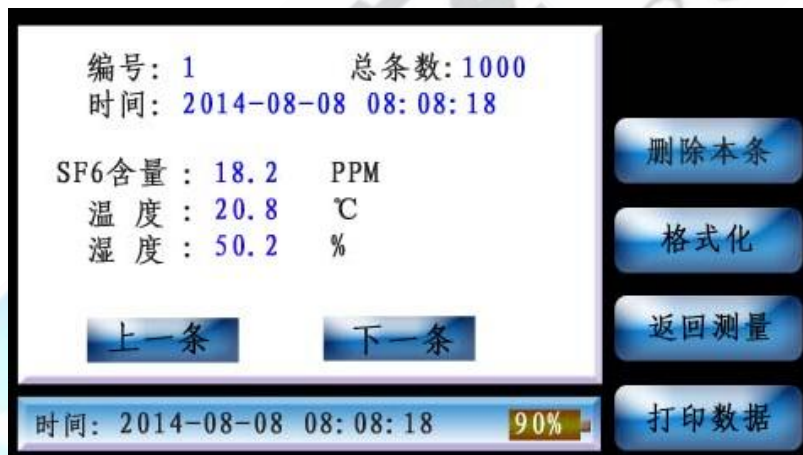 编号: 1 总条数:1000
时间: 2014-08-08 08:08:18
SF6含量 : 18.2 PPM
温 度 : 20.8 ℃
湿 度 : 50.2 %
上一条 下一条
时间: 2014-08-08 08:08:18 90%
删除本条
格式化
返回测量
打印数据